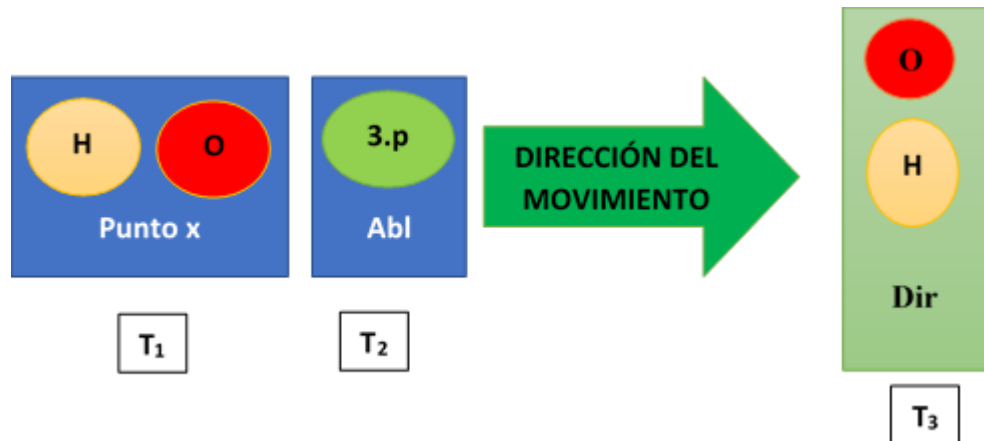 H
O
Punto x
3.p
Abl
DIRECCIÓN DEL
MOVIMIENTO
O
H
Dir
T₁
T₂
T₃